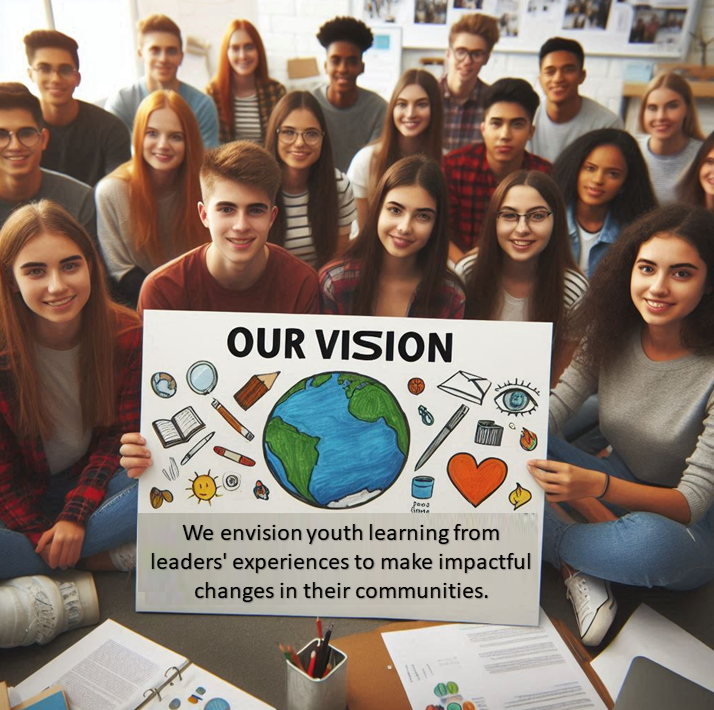 OUR VISION
We envision youth learning from
leaders' experiences to make impactful
changes in their communities.